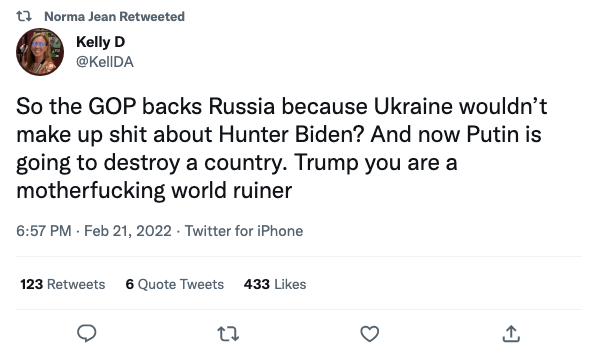 Norma Jean Retweeted
Kelly D
@KellDA
So the GOP backs Russia because Ukraine wouldn’t
make up shit about Hunter Biden? And now Putin is
going to destroy a country. Trump you are a
motherfucking world ruiner
6:57 PM · Feb 21, 2022 · Twitter for iPhone
123 Retweets 6 Quote Tweets 433 Likes